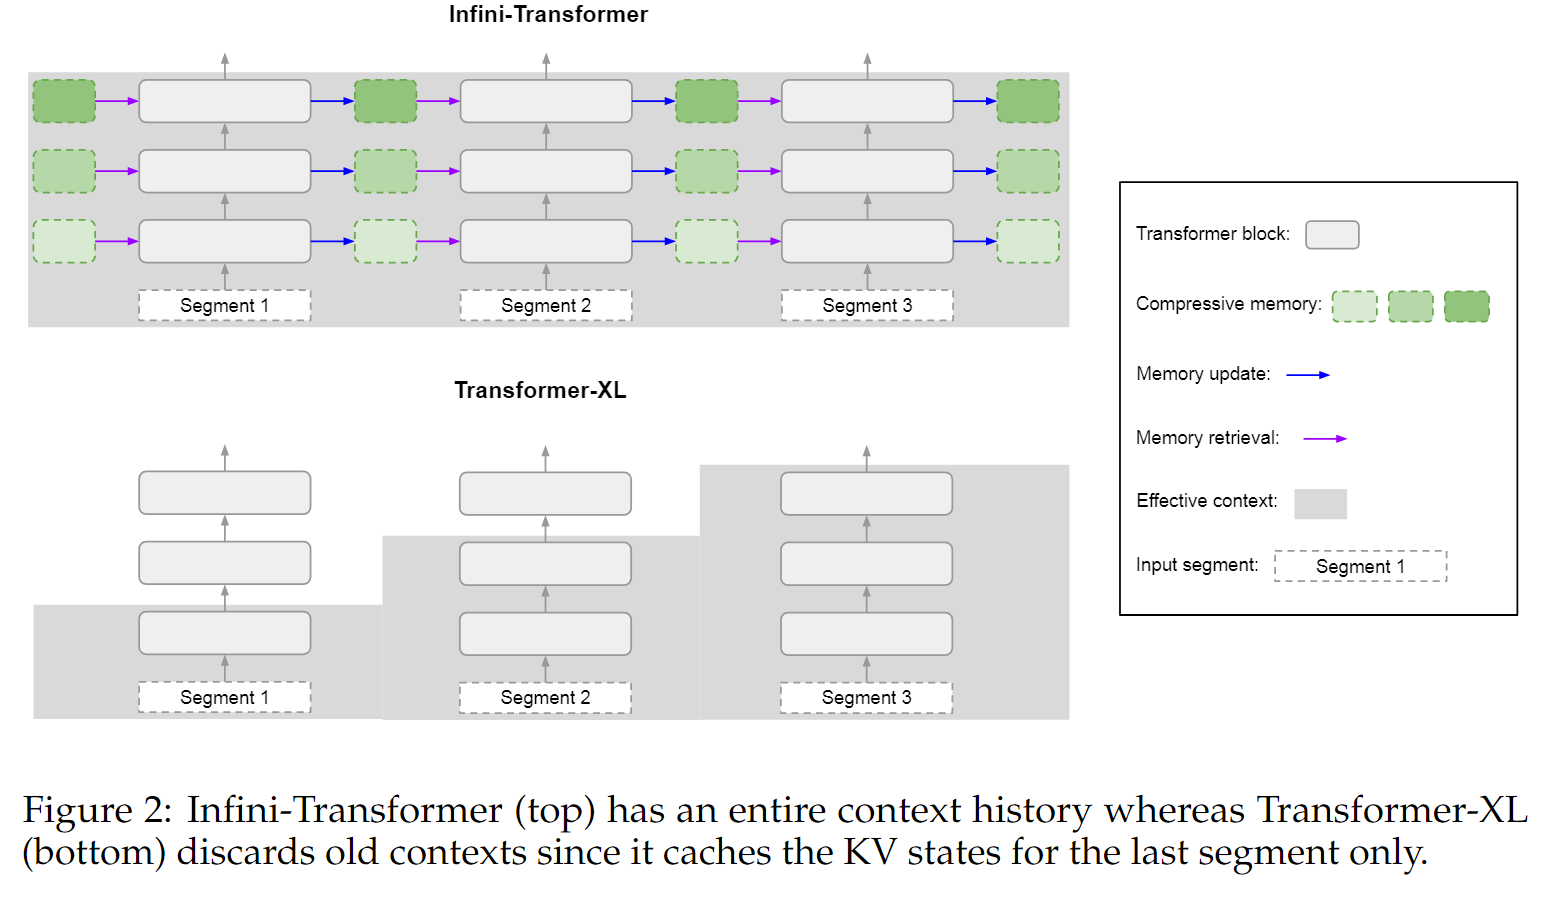 Infini-Transformer
Segment 1
Segment 2
Segment 3
Transformer-XL
Segment 1
Segment 2
Segment 3
Transformer block:
Compressive memory:
Memory update:
Memory retrieval:
Effective context:
Input segment:
Segment 1
Figure 2: Infini-Transformer (top) has an entire context history whereas Transformer-XL
(bottom) discards old contexts since it caches the KV states for the last segment only.